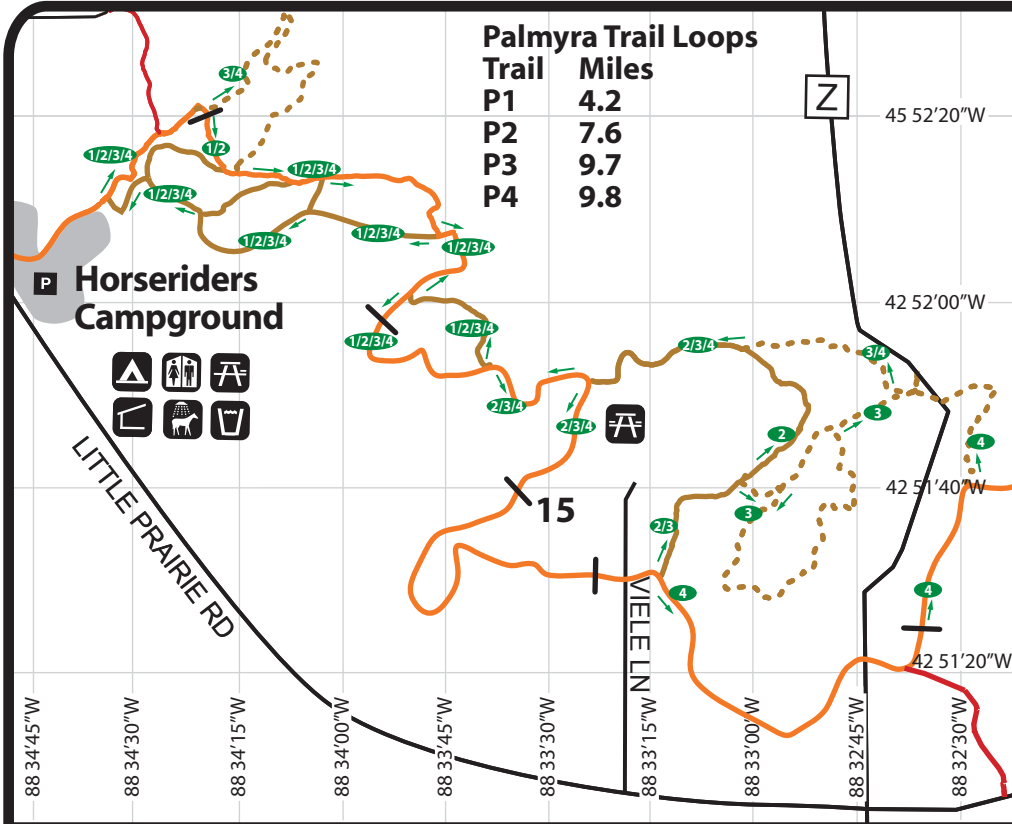 Palmyra Trail Loops
Trail Miles
P1 4.2
P2 7.6
P3 9.7
P4 9.8
Z
45 52'20"W
3/4
1/2
1/2/3/4
1/2/3/4
1/2/3/4
1/2/3/4
1/2/3/4
1/2/3/4
P
Horseriders
Campground
42 52'00"W
1/2/3/4
1/2/3/4
2/3/4
3/4
2/3/4
2/3/4
3
2
4
42 51'40"W
15
3
2/3
4
4
LITTLE PRAIRIE RD
VIELE LN
42 51'20"W
88 34'45"W
88 34'30"W
88 34'15"W
88 34'00"W
88 33'45"W
88 33'30"W
88 33'15"W
88 33'00"W
88 32'45"W
88 32'30"W